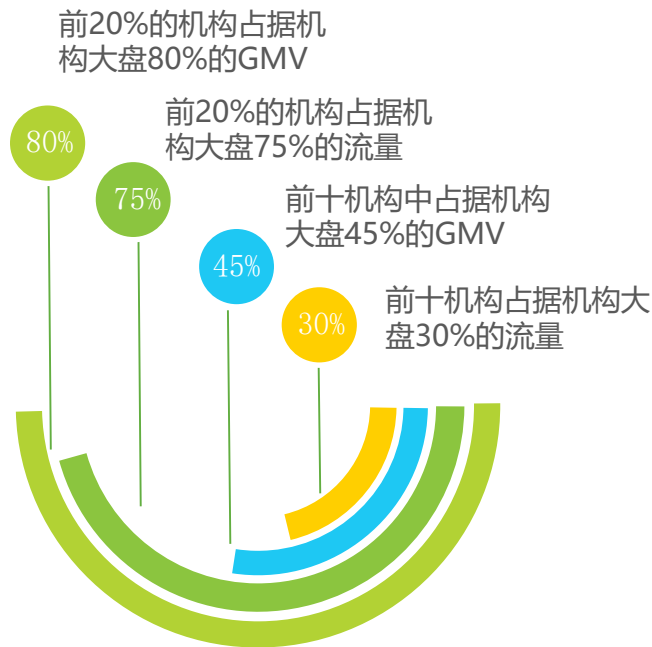 前20%的机构占据机
构大盘80%的GMV
80%
前20%的机构占据机
构大盘75%的流量
75%
前十机构中占据机构
大盘45%的GMV
45%
前十机构占据机构大
盘30%的流量
30%